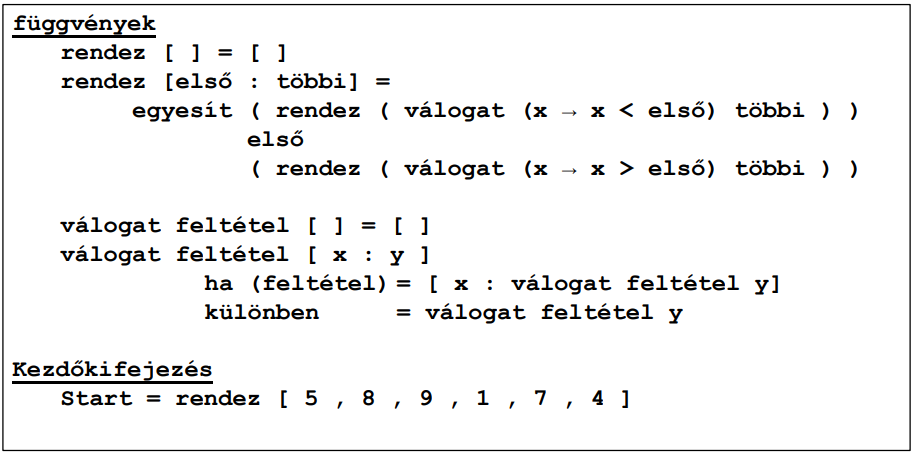 függvények
rendez [ ] = [ ]
rendez [első : többi] =
egyesít ( rendez ( válogat (x → x < első) többi ) )
első
( rendez ( válogat (x → x > első) többi ) )
válogat feltétel [ ] = [ ]
válogat feltétel [ x : y ]
ha (feltétel) = [ x : válogat feltétel y]
különben = válogat feltétel y
Kezdőkifejezés
Start = rendez [ 5 , 8 , 9 , 1 , 7 , 4 ]